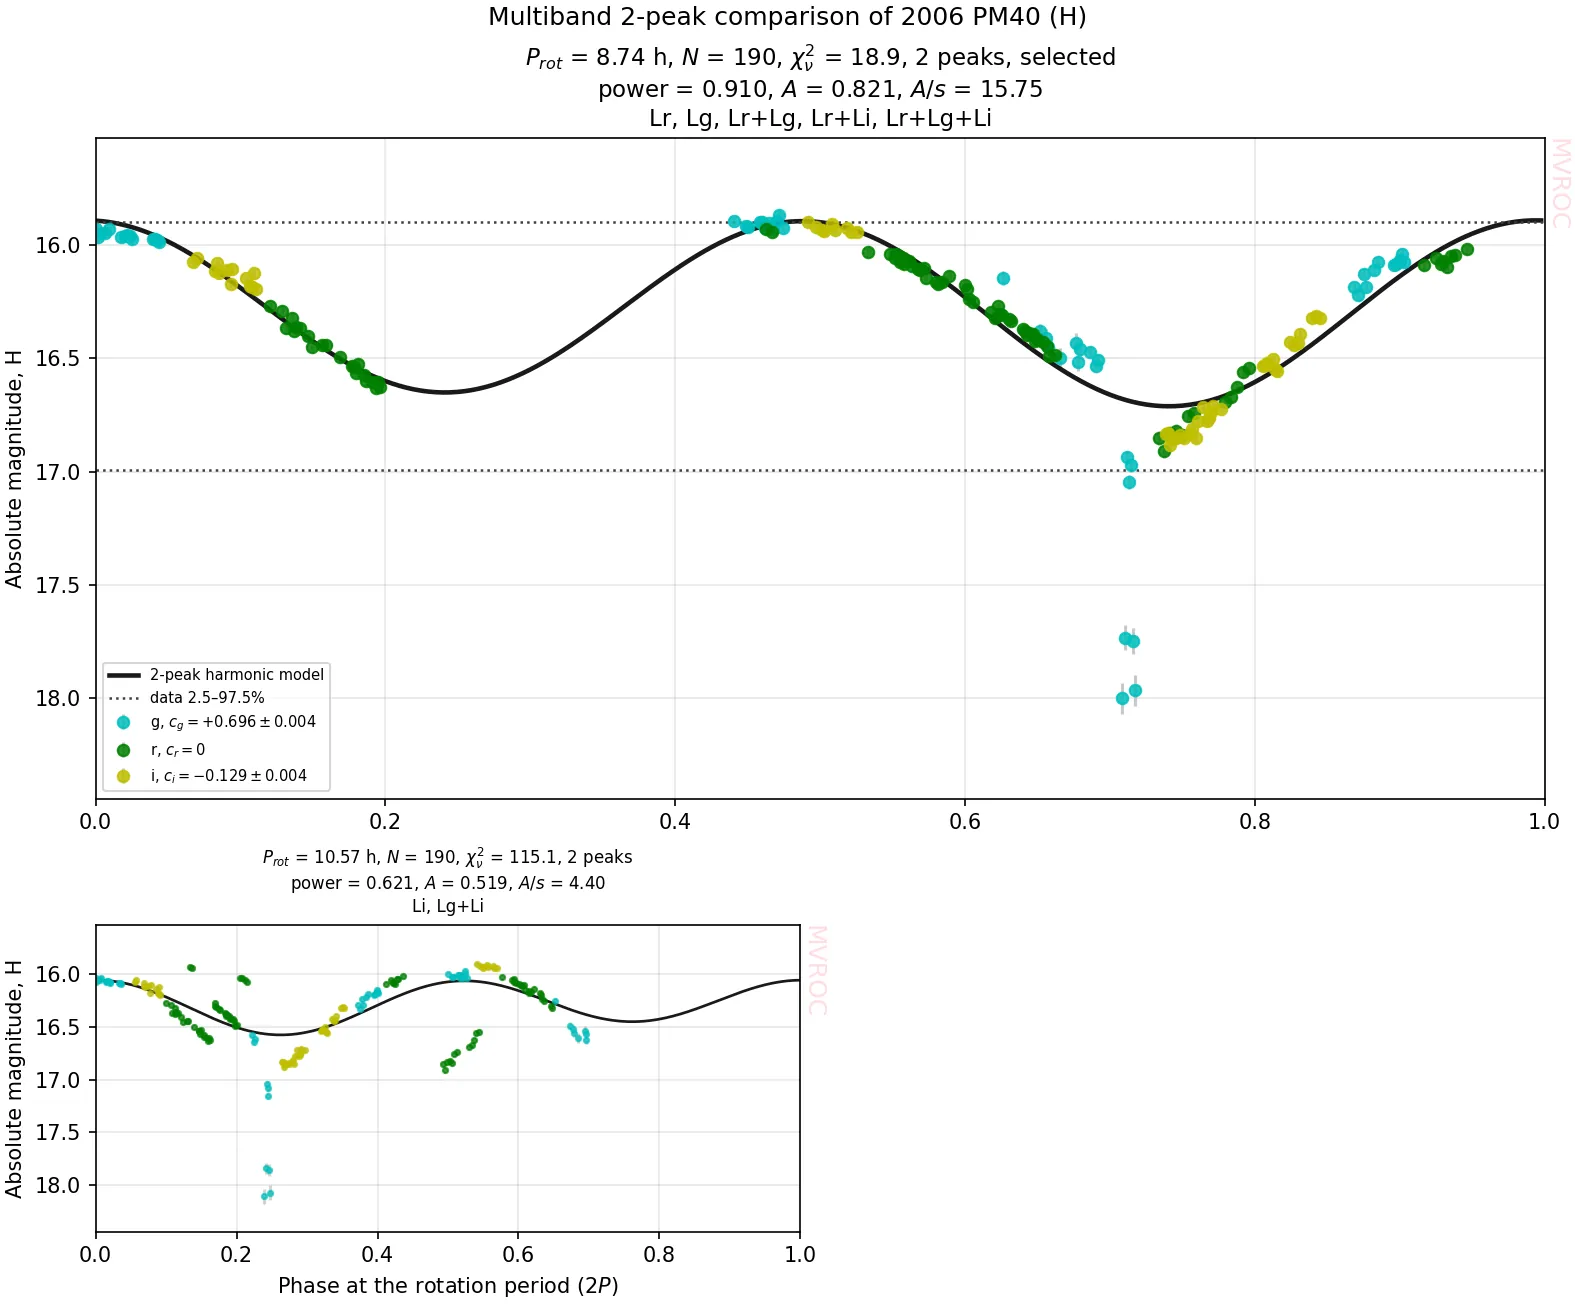 Multiband 2-peak comparison of 2006 PM40 (H)
P_rot = 8.74 h, N = 190, χ²_ν = 18.9, 2 peaks, selected
power = 0.910, A = 0.821, A/s = 15.75
Lr, Lg, Lr+Lg, Lr+Li, Lr+Lg+Li
MVROC
Absolute magnitude, H
16.0
16.5
17.0
17.5
18.0
2-peak harmonic model
data 2.5–97.5%
g, c_g = +0.696 ± 0.004
r, c_r = 0
i, c_i = −0.129 ± 0.004
0.0 0.2 0.4 0.6 0.8 1.0
P_rot = 10.57 h, N = 190, χ²_ν = 115.1, 2 peaks
power = 0.621, A = 0.519, A/s = 4.40
Li, Lg+Li
MVROC
Absolute magnitude, H
16.0
16.5
17.0
17.5
18.0
0.0 0.2 0.4 0.6 0.8 1.0
Phase at the rotation period (2P)